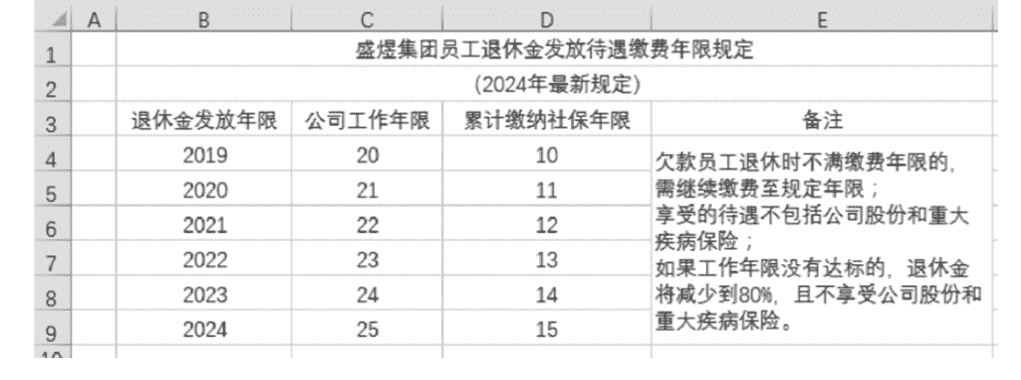 A B C D E
1 盛煜集团员工退休金发放待遇缴费年限规定
2 （2024年最新规定）
3 退休金发放年限 公司工作年限 累计缴纳社保年限 备注
4 2019 20 10
5 2020 21 11
6 2021 22 12
7 2022 23 13
8 2023 24 14
9 2024 25 15
欠款员工退休时不满缴费年限的，
需继续缴费至规定年限；
享受的待遇不包括公司股份和重大
疾病保险；
如果工作年限没有达标的，退休金
将减少到80%，且不享受公司股份和
重大疾病保险。
10